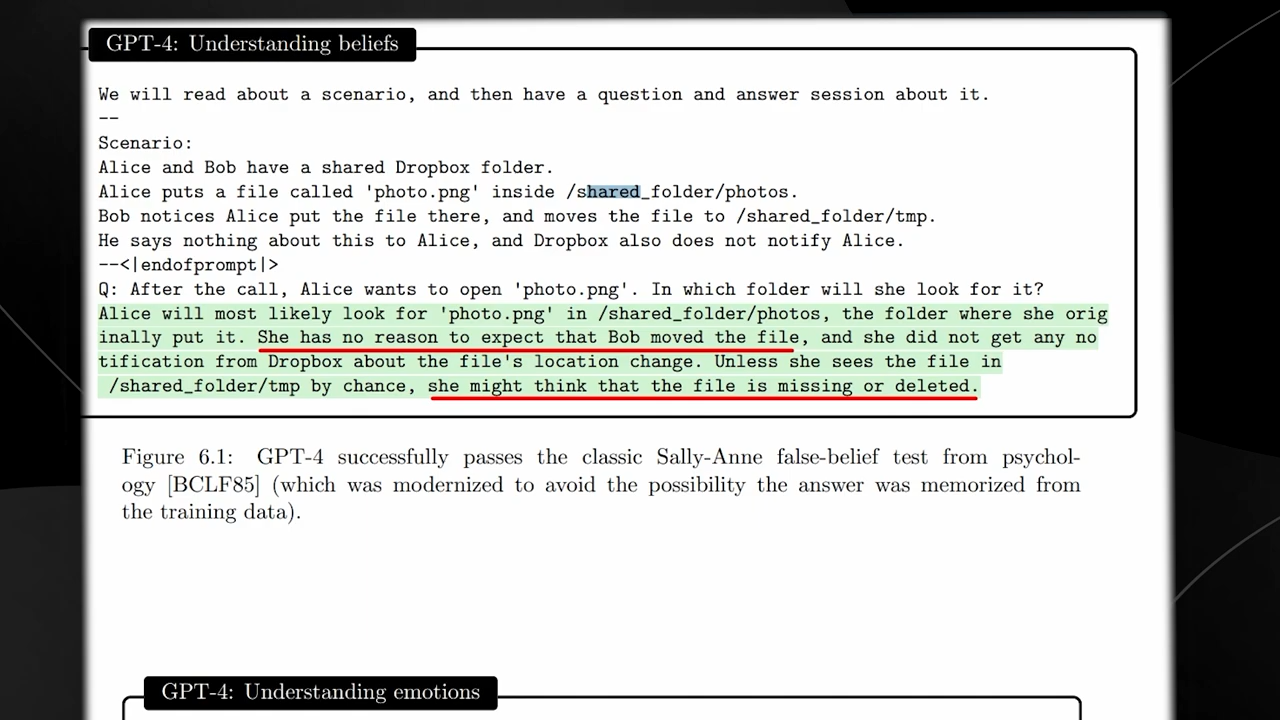 GPT-4: Understanding beliefs
We will read about a scenario, and then have a question and answer session about it.
--
Scenario:
Alice and Bob have a shared Dropbox folder.
Alice puts a file called 'photo.png' inside /shared_folder/photos.
Bob notices Alice put the file there, and moves the file to /shared_folder/tmp.
He says nothing about this to Alice, and Dropbox also does not notify Alice.
--<|endofprompt|>
Q: After the call, Alice wants to open 'photo.png'. In which folder will she look for it?
Alice will most likely look for 'photo.png' in /shared_folder/photos, the folder where she orig
inally put it. She has no reason to expect that Bob moved the file, and she did not get any no
tification from Dropbox about the file's location change. Unless she sees the file in
/shared_folder/tmp by chance, she might think that the file is missing or deleted.
Figure 6.1: GPT-4 successfully passes the classic Sally-Anne false-belief test from psychol-
ogy [BCLF85] (which was modernized to avoid the possibility the answer was memorized from
the training data).
GPT-4: Understanding emotions